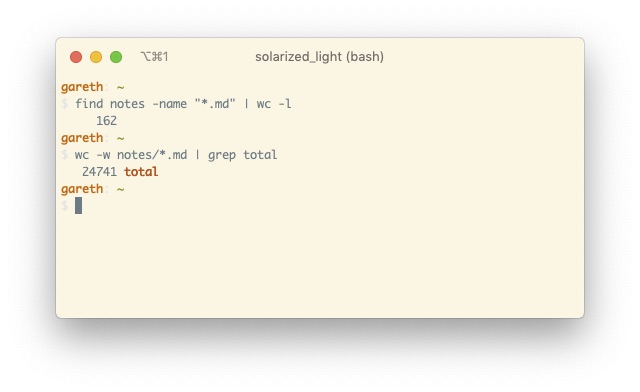 ⌥⌘1 solarized_light (bash)
gareth: ~
$ find notes -name "*.md" | wc -l
162
gareth: ~
$ wc -w notes/*.md | grep total
24741 total
gareth: ~
$